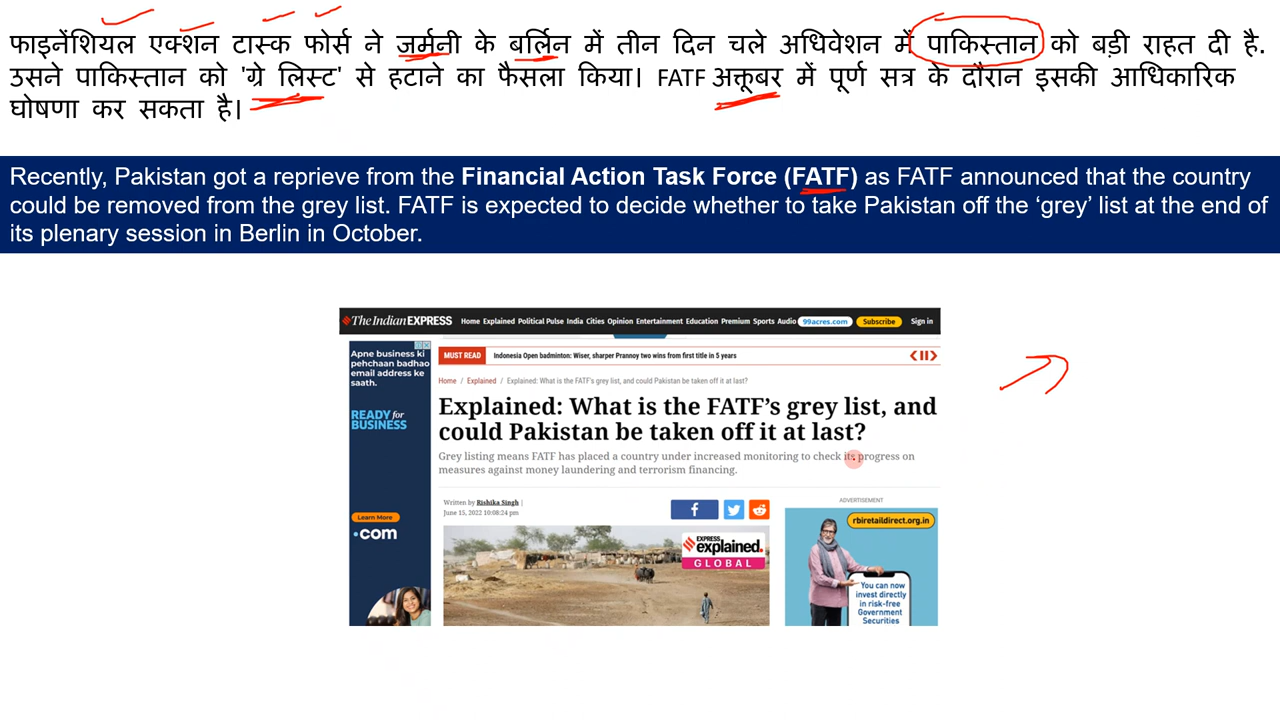 फाइनेंशियल एक्शन टास्क फोर्स ने जर्मनी के बर्लिन में तीन दिन चले अधिवेशन में पाकिस्तान को बड़ी राहत दी है.
उसने पाकिस्तान को 'ग्रे लिस्ट' से हटाने का फैसला किया। FATF अक्तूबर में पूर्ण सत्र के दौरान इसकी आधिकारिक
घोषणा कर सकता है।
Recently, Pakistan got a reprieve from the Financial Action Task Force (FATF) as FATF announced that the country
could be removed from the grey list. FATF is expected to decide whether to take Pakistan off the ‘grey’ list at the end of
its plenary session in Berlin in October.
The Indian EXPRESS Home Explained Political Pulse India Cities Opinion Entertainment Education Premium Sports Audio 99acres.com Subscribe Sign in
Apne business ki
pehchaan badhao
email address ke
saath.
READY for
BUSINESS
Learn More
.com
MUST READ Indonesia Open badminton: Wiser, sharper Prannoy two wins from first title in 5 years
Home / Explained / Explained: What is the FATF's grey list, and could Pakistan be taken off it at last?
Explained: What is the FATF’s grey list, and
could Pakistan be taken off it at last?
Grey listing means FATF has placed a country under increased monitoring to check its progress on
measures against money laundering and terrorism financing.
Written by Rishika Singh |
June 15, 2022 10:08:24 pm
EXPRESS
explained.
GLOBAL
ADVERTISEMENT
rbiretaildirect.org.in
You can now
invest directly
in risk-free
Government
Securities